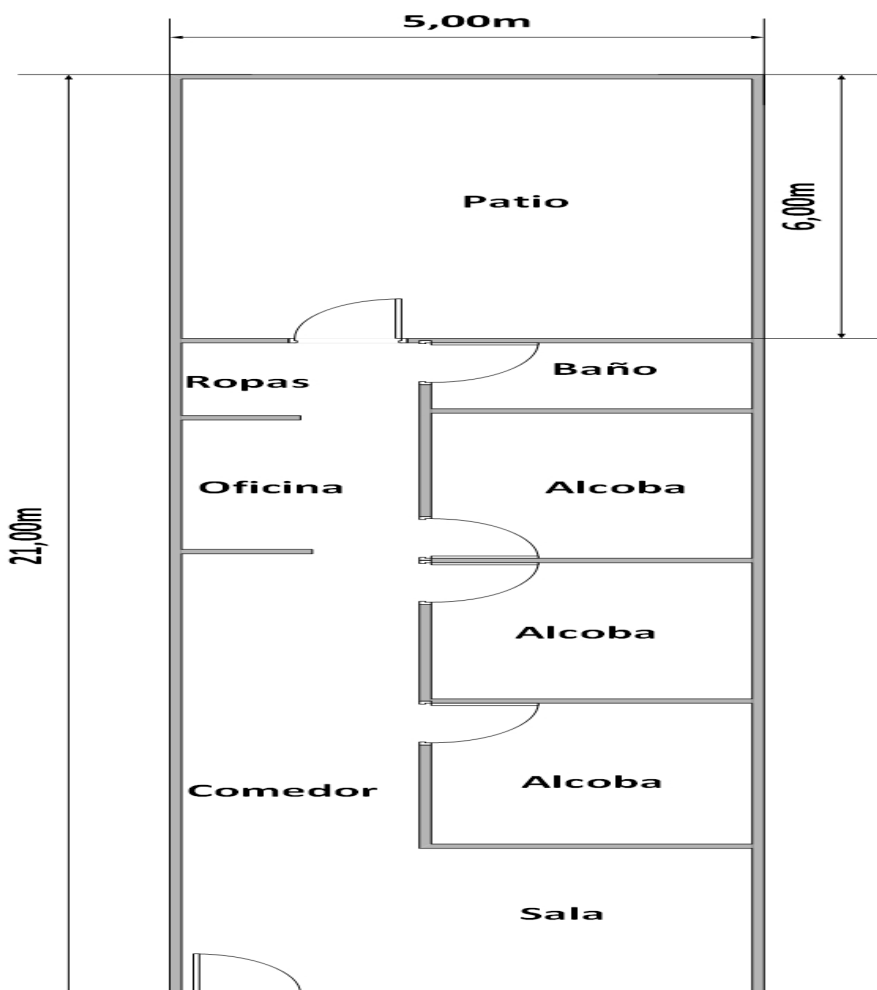 5,00m
Patio
6,00m
Baño
Ropas
Oficina
Alcoba
21,00m
Alcoba
Alcoba
Comedor
Sala